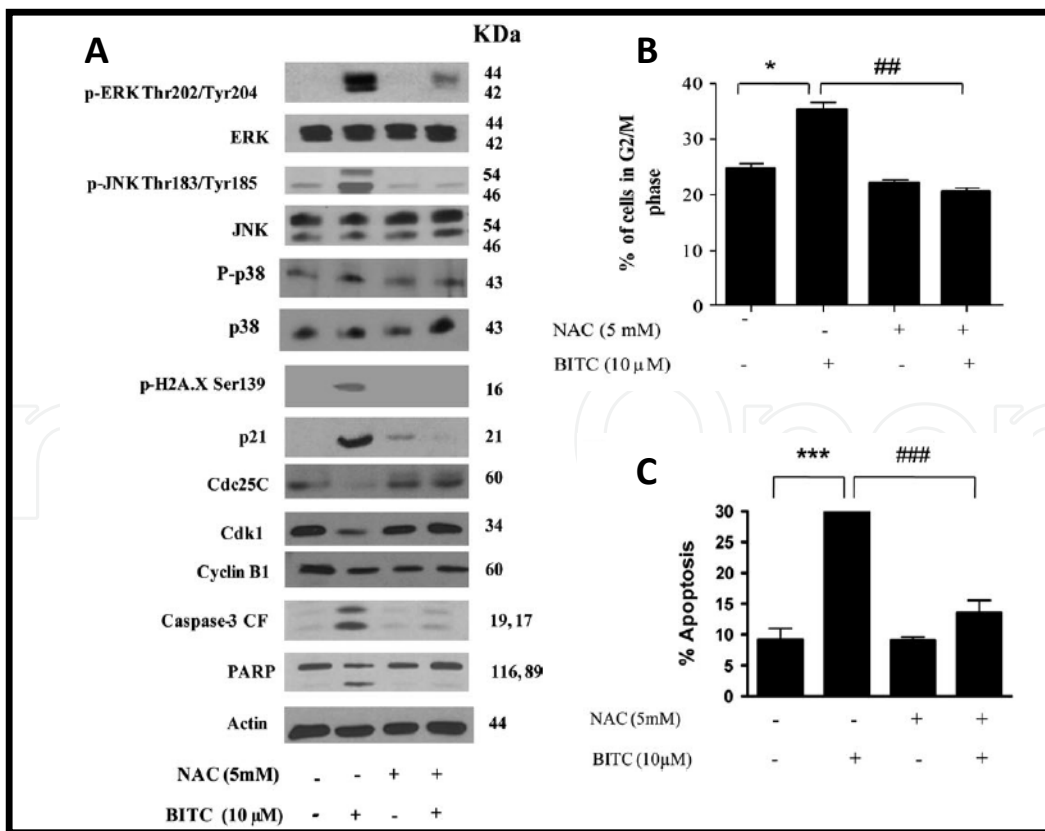 A
KDa
p-ERK Thr202/Tyr204
44
42
ERK
44
42
p-JNK Thr183/Tyr185
54
46
JNK
54
46
P-p38
43
p38
43
p-H2A.X Ser139
16
p21
21
Cdc25C
60
Cdk1
34
Cyclin B1
60
Caspase-3 CF
19, 17
PARP
116, 89
Actin
44
NAC (5mM) - - + +
BITC (10 µM) - + - +
B
* ##
% of cells in G2/M phase
40
30
20
10
0
NAC (5 mM) - - + +
BITC (10 µM) - + - +
C
*** ###
% Apoptosis
30
25
20
15
10
5
0
NAC (5mM) - - + +
BITC (10µM) - + - +